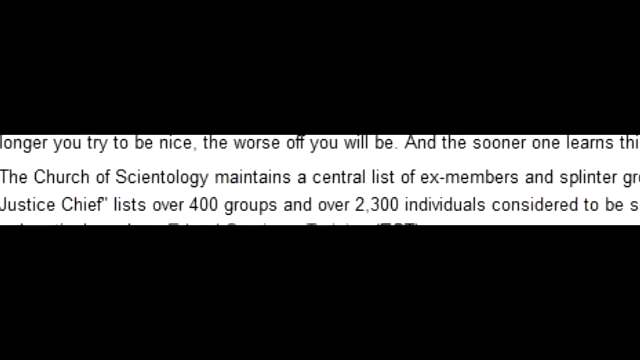 longer you try to be nice, the worse off you will be. And the sooner one learns
The Church of Scientology maintains a central list of ex-members and splinter
Justice Chief" lists over 400 groups and over 2,300 individuals considered to be